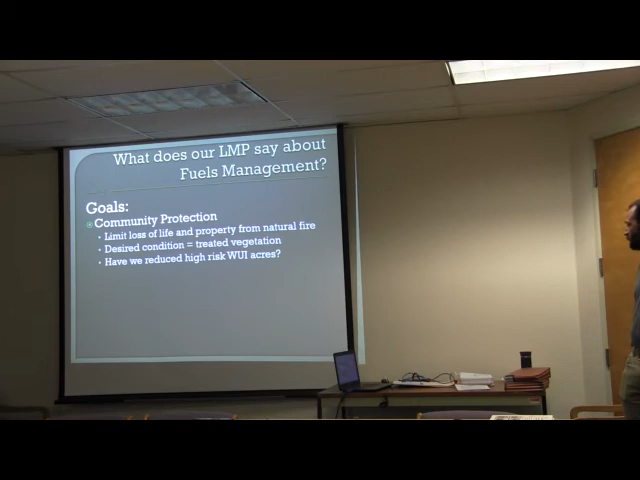 What does our LMP say about
Fuels Management?
Goals:
Community Protection
• Limit loss of life and property from natural fire
• Desired condition = treated vegetation
• Have we reduced high risk WUI acres?